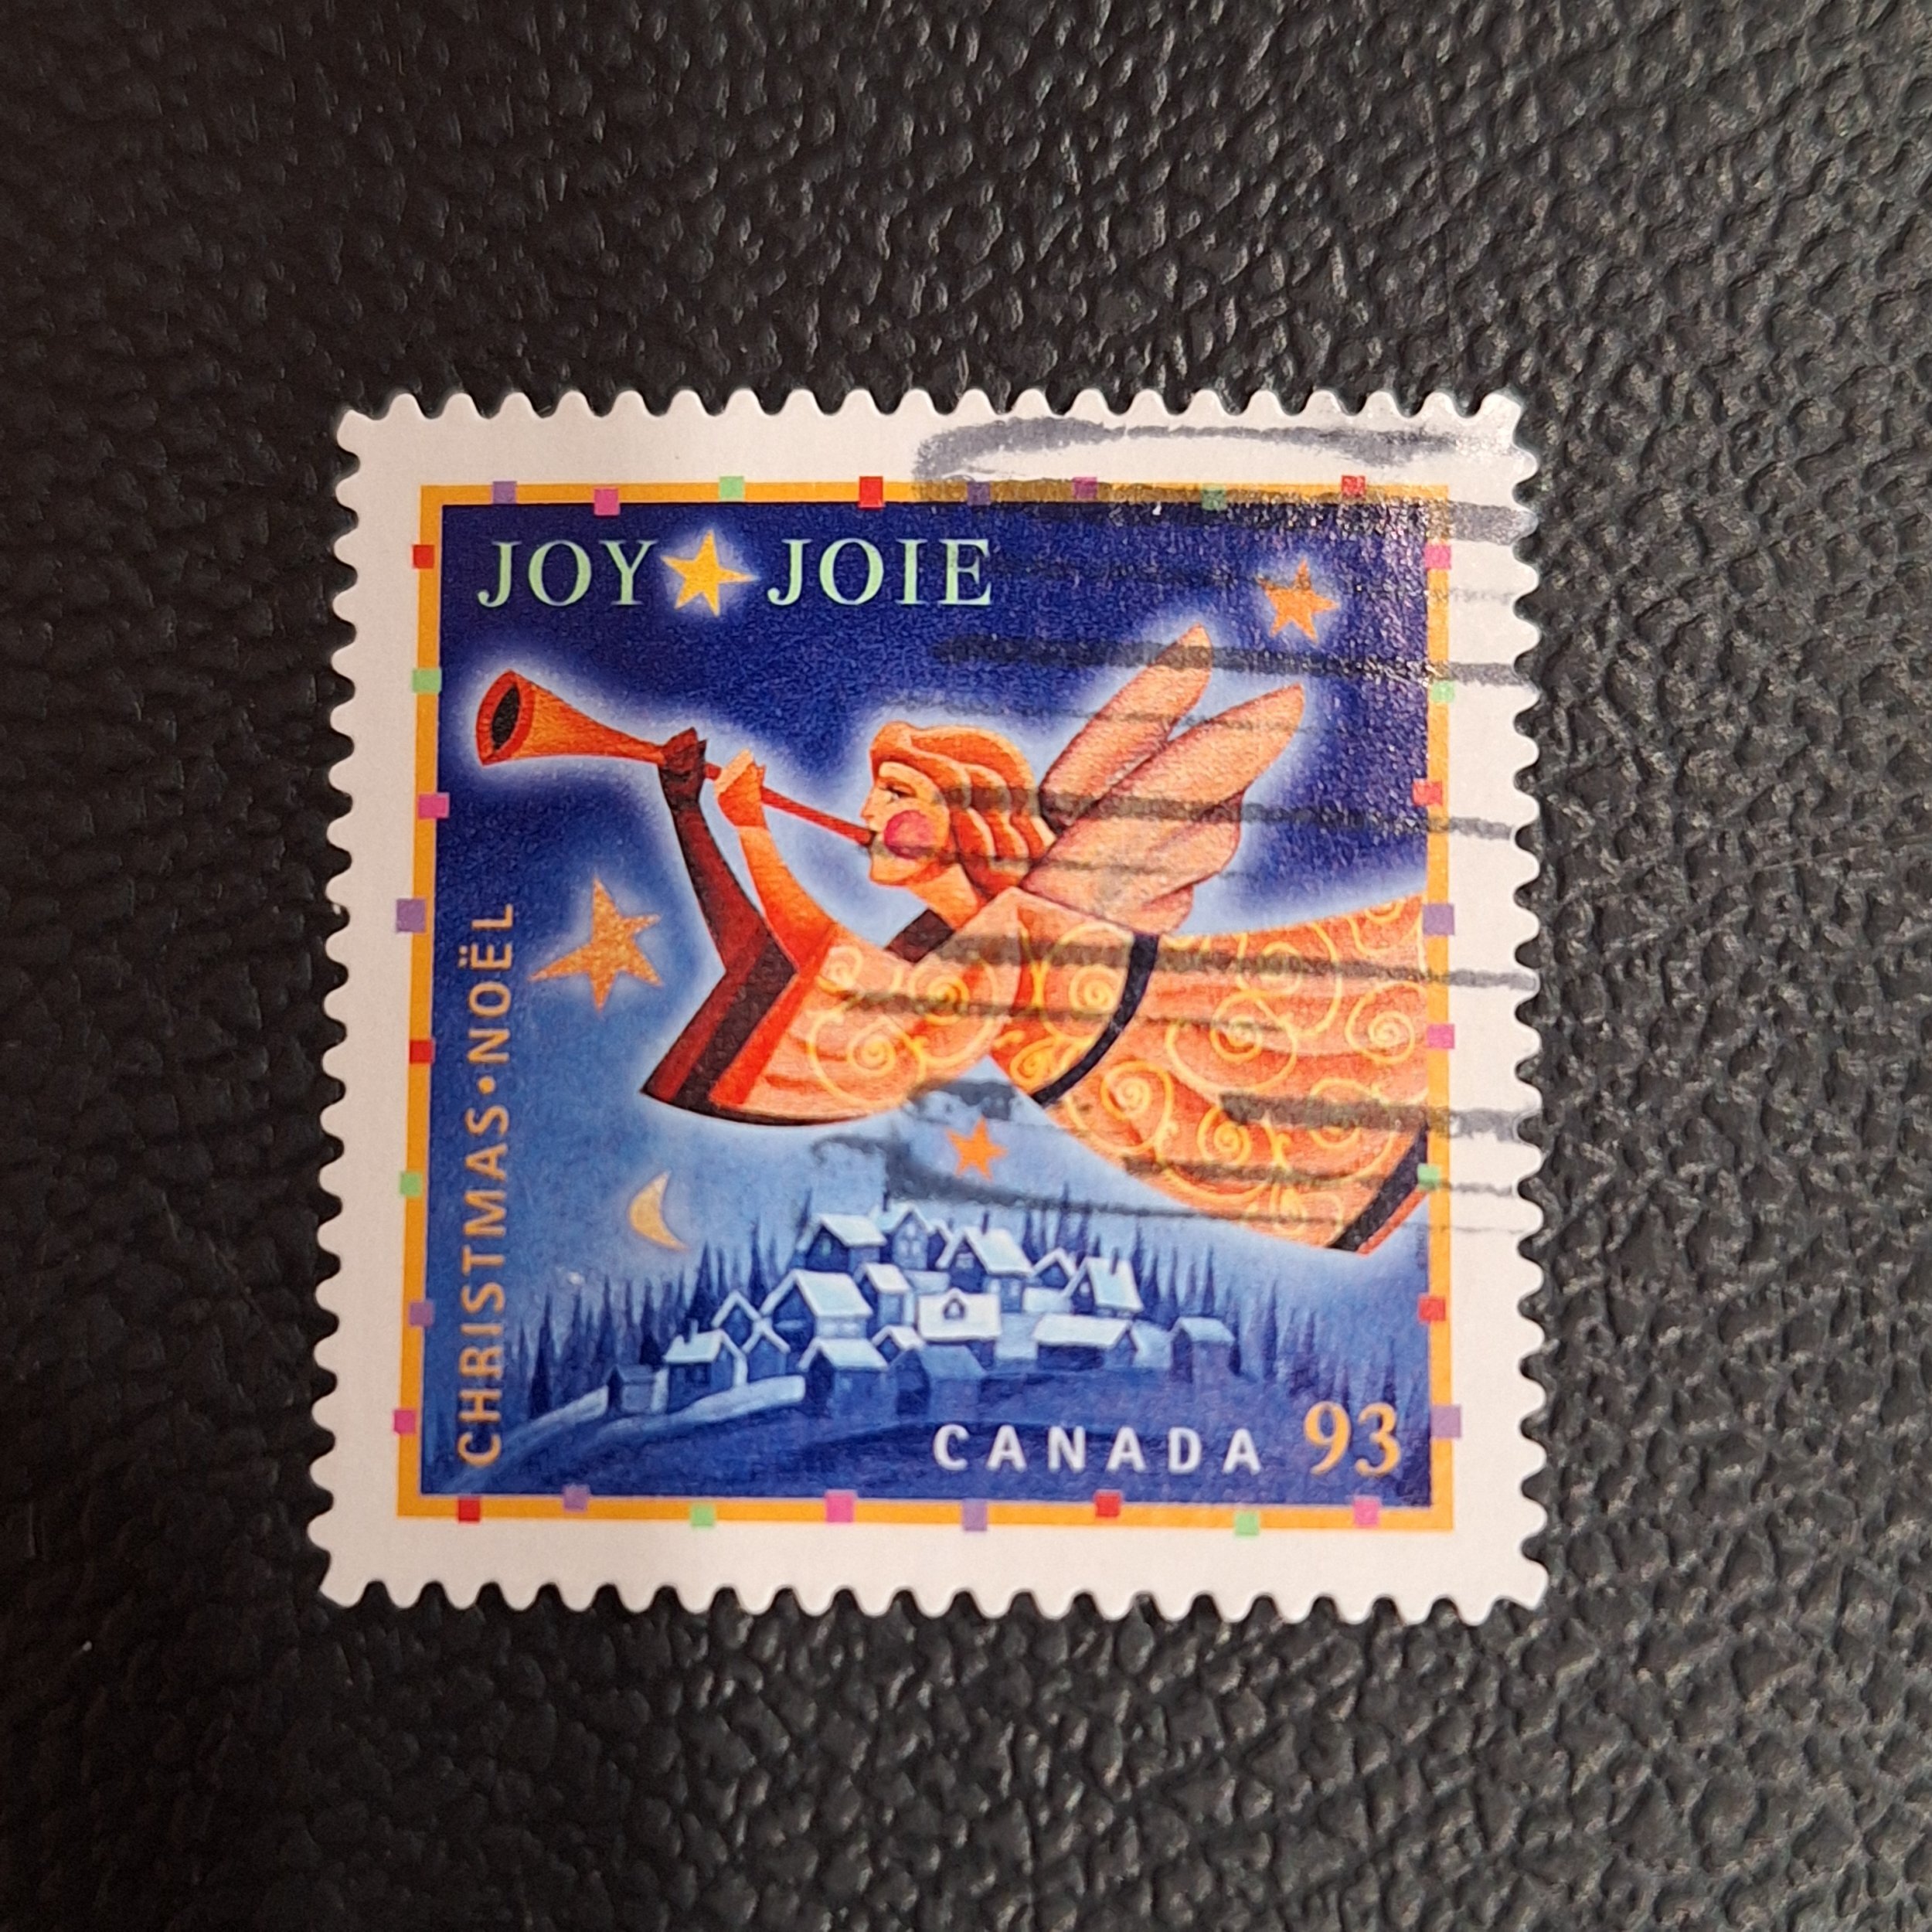 JOY JOIE
CHRISTMAS • NOËL
CANADA 93